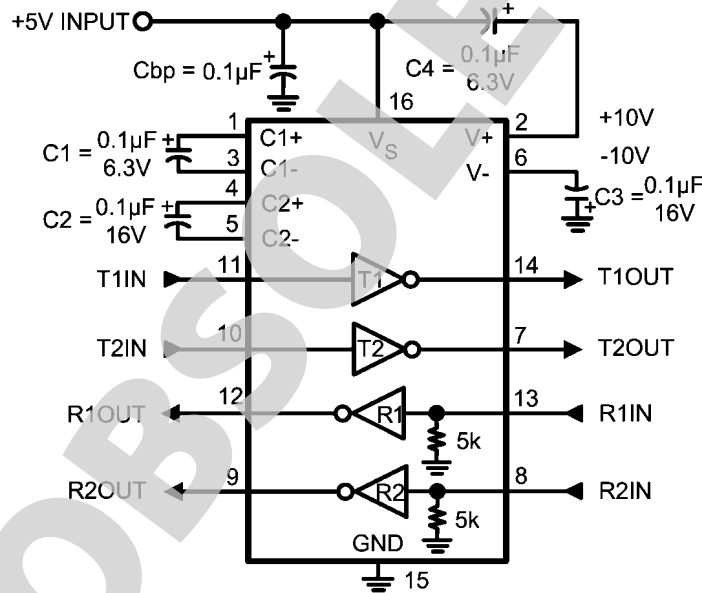 +5V INPUT
Cbp = 0.1µF
+
C4 = 0.1µF 6.3V
+
16
VS
1
C1+
V+
2
+10V
C1 = 0.1µF 6.3V
+
3
C1-
V-
6
-10V
4
C2+
C2 = 0.1µF 16V
+
5
C2-
C3 = 0.1µF 16V
+
T1IN
11
T1
14
T1OUT
T2IN
10
T2
7
T2OUT
R1OUT
12
R1
13
R1IN
5k
R2OUT
9
R2
8
R2IN
5k
GND
15
OBSOLETE